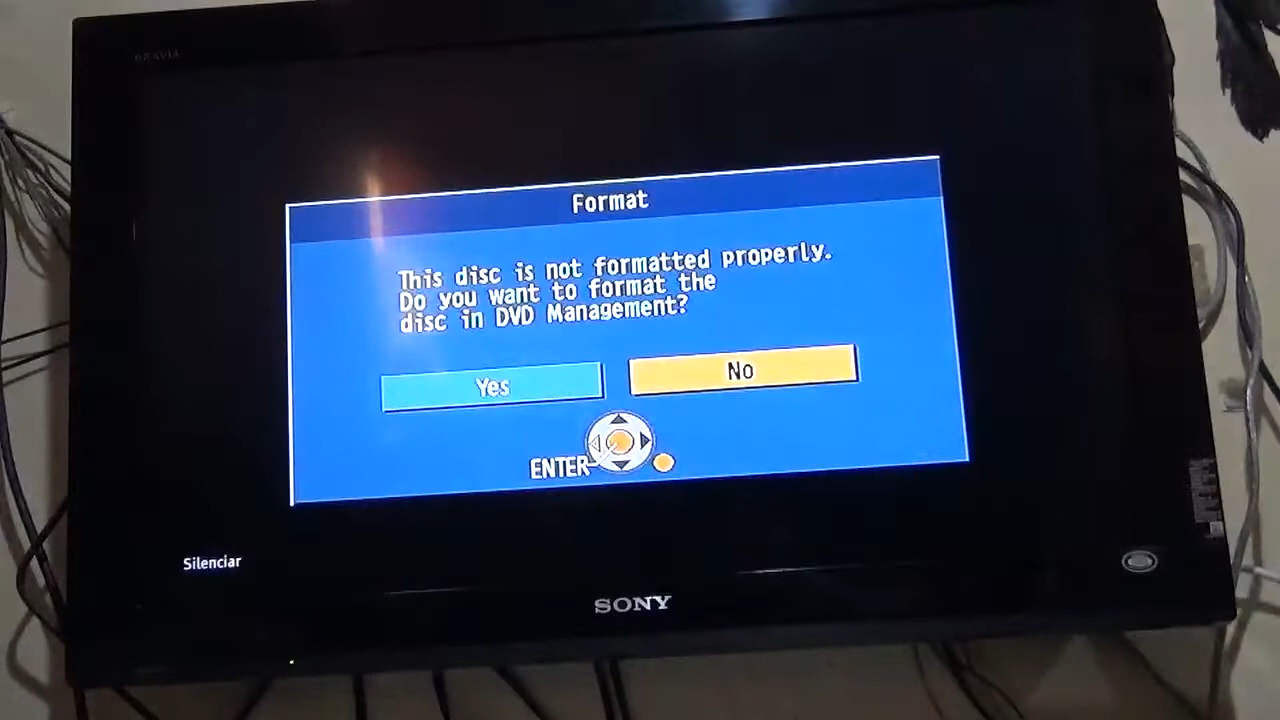 BRAVIA
Format
This disc is not formatted properly.
Do you want to format the
disc in DVD Management?
Yes
No
ENTER
Silenciar
SONY